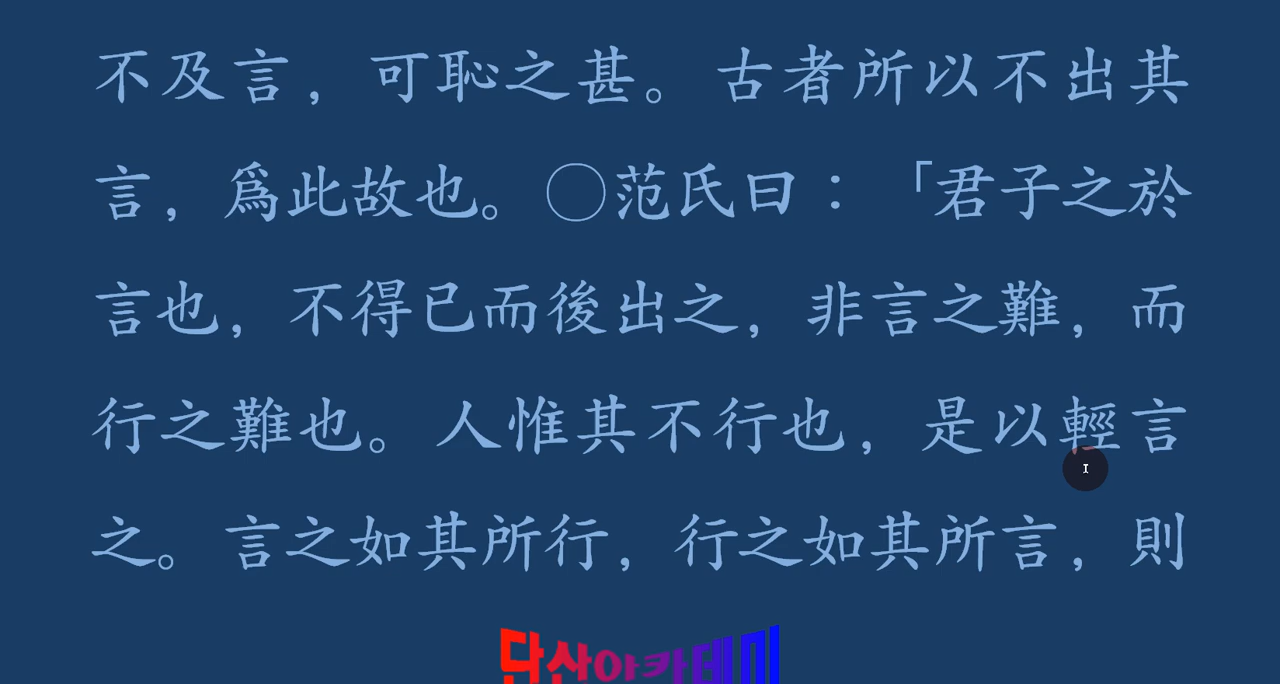 不及言，可恥之甚。古者所以不出其
言，爲此故也。◯范氏曰：「君子之於
言也，不得已而後出之，非言之難，而
行之難也。人惟其不行也，是以輕言
之。言之如其所行，行之如其所言，則
단산아카데미